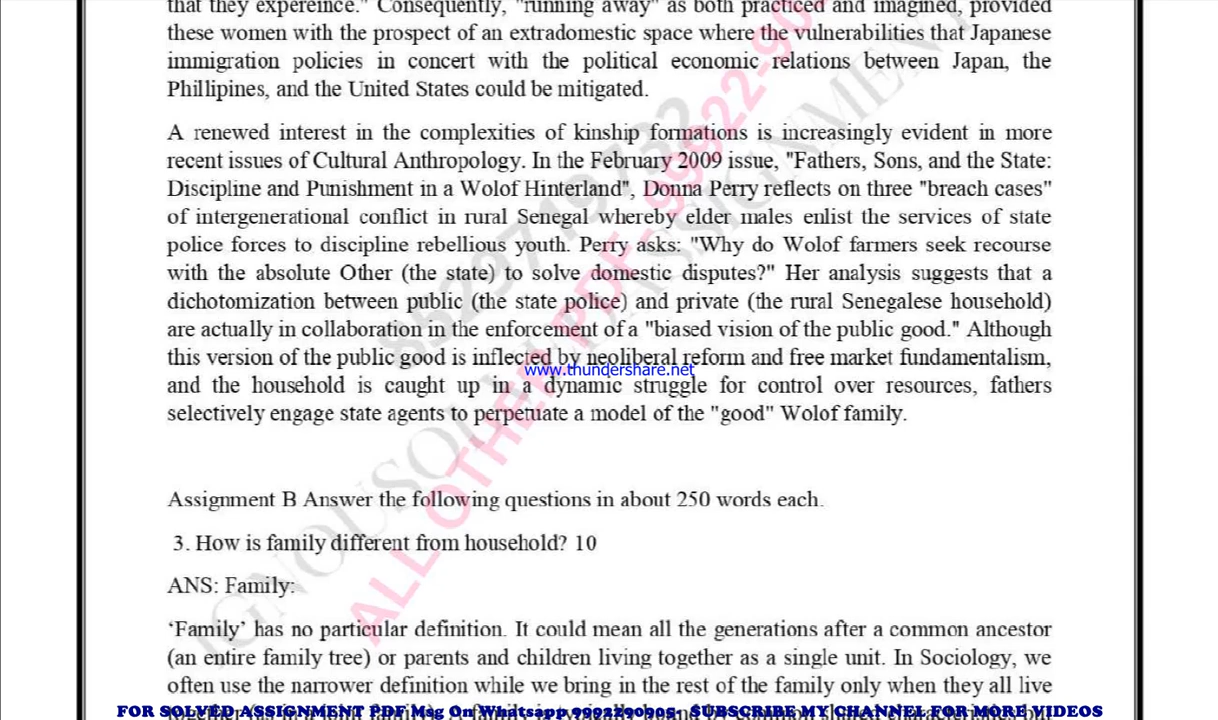 that they expereince." Consequently, "running away" as both practiced and imagined, provided
these women with the prospect of an extradomestic space where the vulnerabilities that Japanese
immigration policies in concert with the political economic relations between Japan, the
Phillipines, and the United States could be mitigated.
A renewed interest in the complexities of kinship formations is increasingly evident in more
recent issues of Cultural Anthropology. In the February 2009 issue, "Fathers, Sons, and the State:
Discipline and Punishment in a Wolof Hinterland", Donna Perry reflects on three "breach cases"
of intergenerational conflict in rural Senegal whereby elder males enlist the services of state
police forces to discipline rebellious youth. Perry asks: "Why do Wolof farmers seek recourse
with the absolute Other (the state) to solve domestic disputes?" Her analysis suggests that a
dichotomization between public (the state police) and private (the rural Senegalese household)
are actually in collaboration in the enforcement of a "biased vision of the public good." Although
this version of the public good is inflected by neoliberal reform and free market fundamentalism,
www.thundershare.net
and the household is caught up in a dynamic struggle for control over resources, fathers
selectively engage state agents to perpetuate a model of the "good" Wolof family.
Assignment B Answer the following questions in about 250 words each.
3. How is family different from household? 10
ANS: Family:
‘Family’ has no particular definition. It could mean all the generations after a common ancestor
(an entire family tree) or parents and children living together as a single unit. In Sociology, we
often use the narrower definition while we bring in the rest of the family only when they all live
FOR SOLVED ASSIGNMENT PDF Msg On Whatsapp 9992290905- SUBSCRIBE MY CHANNEL FOR MORE VIDEOS